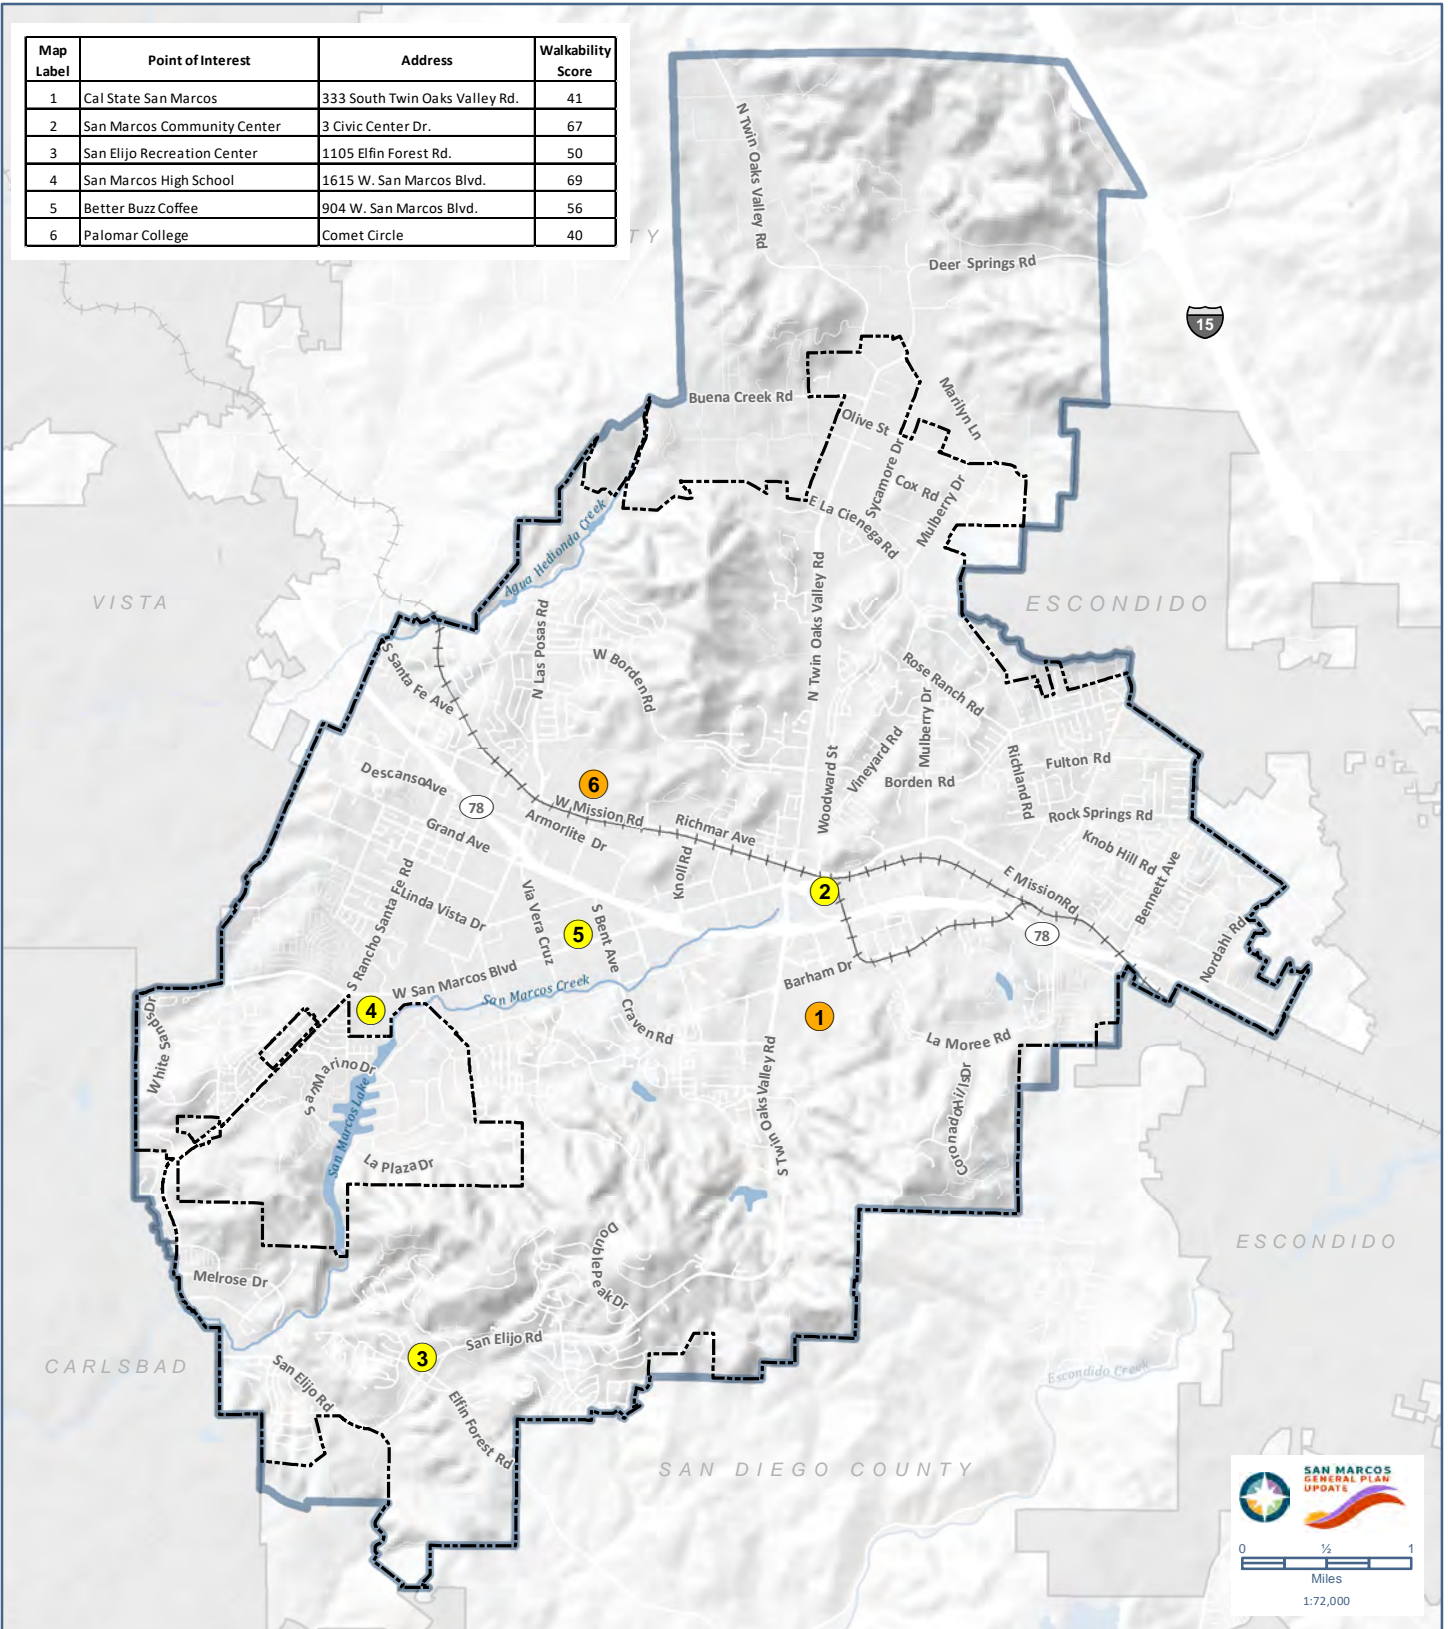 Map Label Point of Interest Address Walkability Score
1 Cal State San Marcos 333 South Twin Oaks Valley Rd. 41
2 San Marcos Community Center 3 Civic Center Dr. 67
3 San Elijo Recreation Center 1105 Elfin Forest Rd. 50
4 San Marcos High School 1615 W. San Marcos Blvd. 69
5 Better Buzz Coffee 904 W. San Marcos Blvd. 56
6 Palomar College Comet Circle 40
TY
N Twin Oaks Valley Rd
Deer Springs Rd
15
Buena Creek Rd
Marilyn Ln
Olive St
Sycamore Dr
Cox Rd
Mulberry Dr
E La Cienega Rd
Agua Hedionda Creek
VISTA
ESCONDIDO
N Las Posas Rd
W Borden Rd
N Twin Oaks Valley Rd
S Santa Fe Ave
Rose Ranch Rd
Mulberry Dr
Vineyard Rd
Woodward St
Borden Rd
Richland Rd
Fulton Rd
Descanso Ave
6
78
W Mission Rd
Richmar Ave
Rock Springs Rd
Grand Ave
Armorlite Dr
Knoll Rd
Knob Hill Rd
Bennett Ave
E Mission Rd
2
Linda Vista Dr
S Rancho Santa Fe Rd
Via Vera Cruz
S Bent Ave
5
78
Nordahl Rd
W San Marcos Blvd
San Marcos Creek
Barham Dr
4
1
Craven Rd
La Moree Rd
White Sands Dr
San Marino Dr
San Marcos Lake
S Twin Oaks Valley Rd
Coronado Hills Dr
La Plaza Dr
Double Peak Dr
ESCONDIDO
Melrose Dr
San Elijo Rd
3
CARLSBAD
San Elijo Rd
Elfin Forest Rd
Escondido Creek
SAN DIEGO COUNTY
SAN MARCOS
GENERAL PLAN
UPDATE
0 ½ 1
Miles
1:72,000